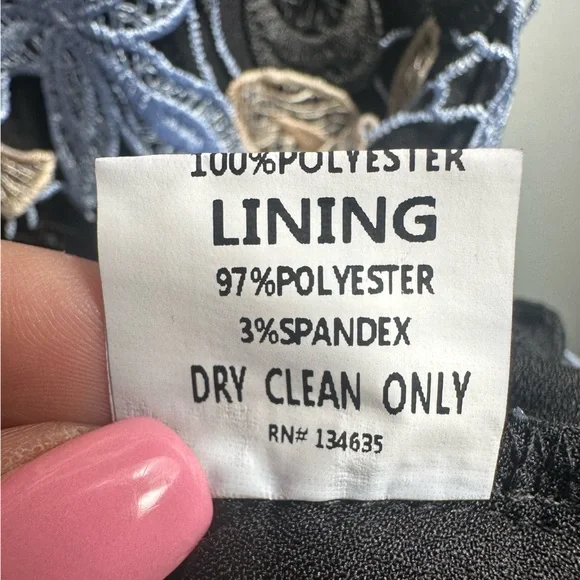 100%POLYESTER
LINING
97%POLYESTER
3%SPANDEX
DRY CLEAN ONLY
RN# 134635